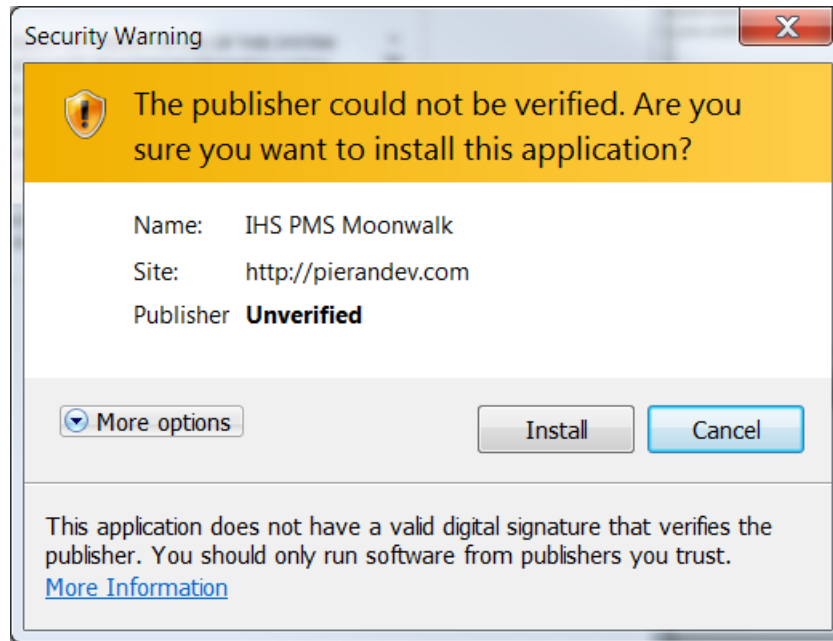 Security Warning
The publisher could not be verified. Are you
sure you want to install this application?
Name: IHS PMS Moonwalk
Site: http://pierandev.com
Publisher Unverified
More options
Install
Cancel
This application does not have a valid digital signature that verifies the
publisher. You should only run software from publishers you trust.
More Information